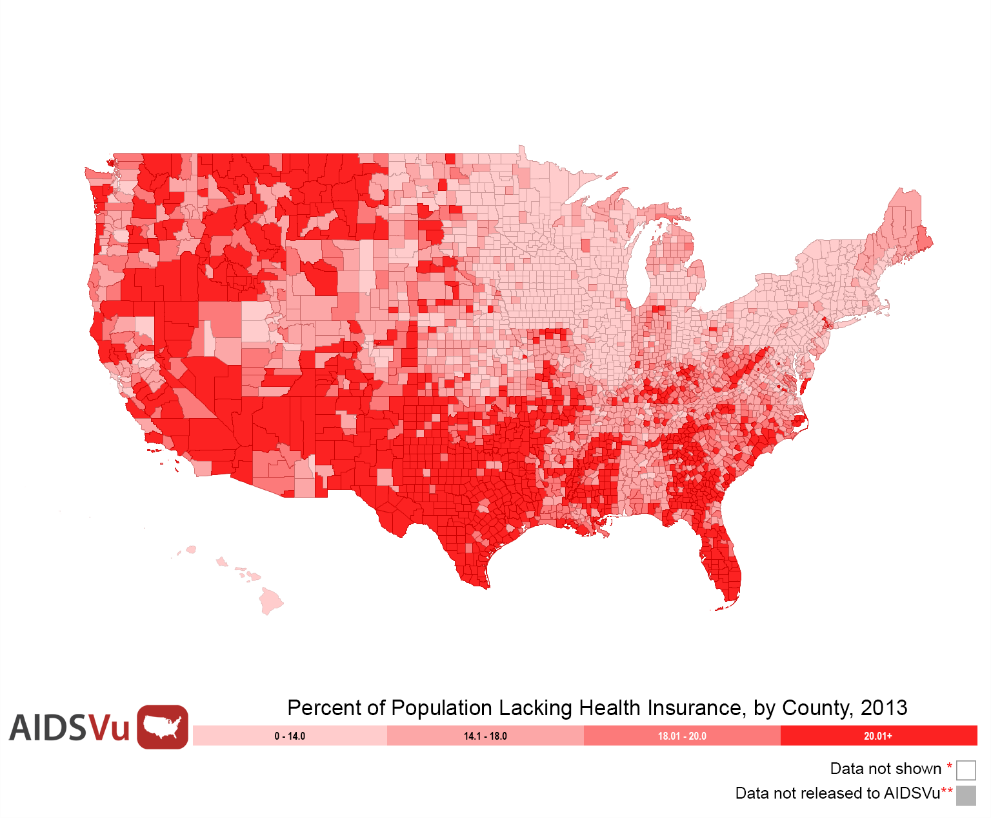 Percent of Population Lacking Health Insurance, by County, 2013
AIDSVu
0 - 14.0 14.1 - 18.0 18.01 - 20.0 20.01+
Data not shown *
Data not released to AIDSVu**